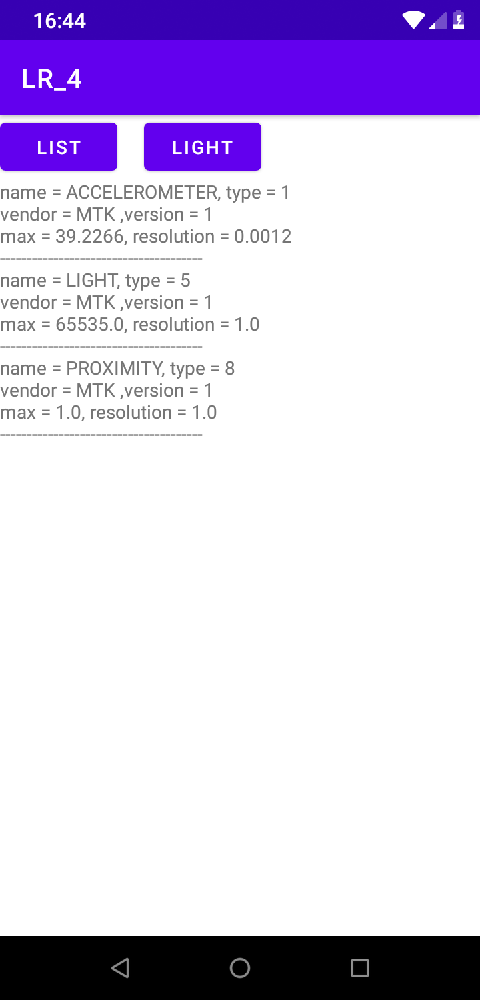 16:44
LR_4
LIST LIGHT
name = ACCELEROMETER, type = 1
vendor = MTK ,version = 1
max = 39.2266, resolution = 0.0012
--------------------------------------
name = LIGHT, type = 5
vendor = MTK ,version = 1
max = 65535.0, resolution = 1.0
--------------------------------------
name = PROXIMITY, type = 8
vendor = MTK ,version = 1
max = 1.0, resolution = 1.0
--------------------------------------